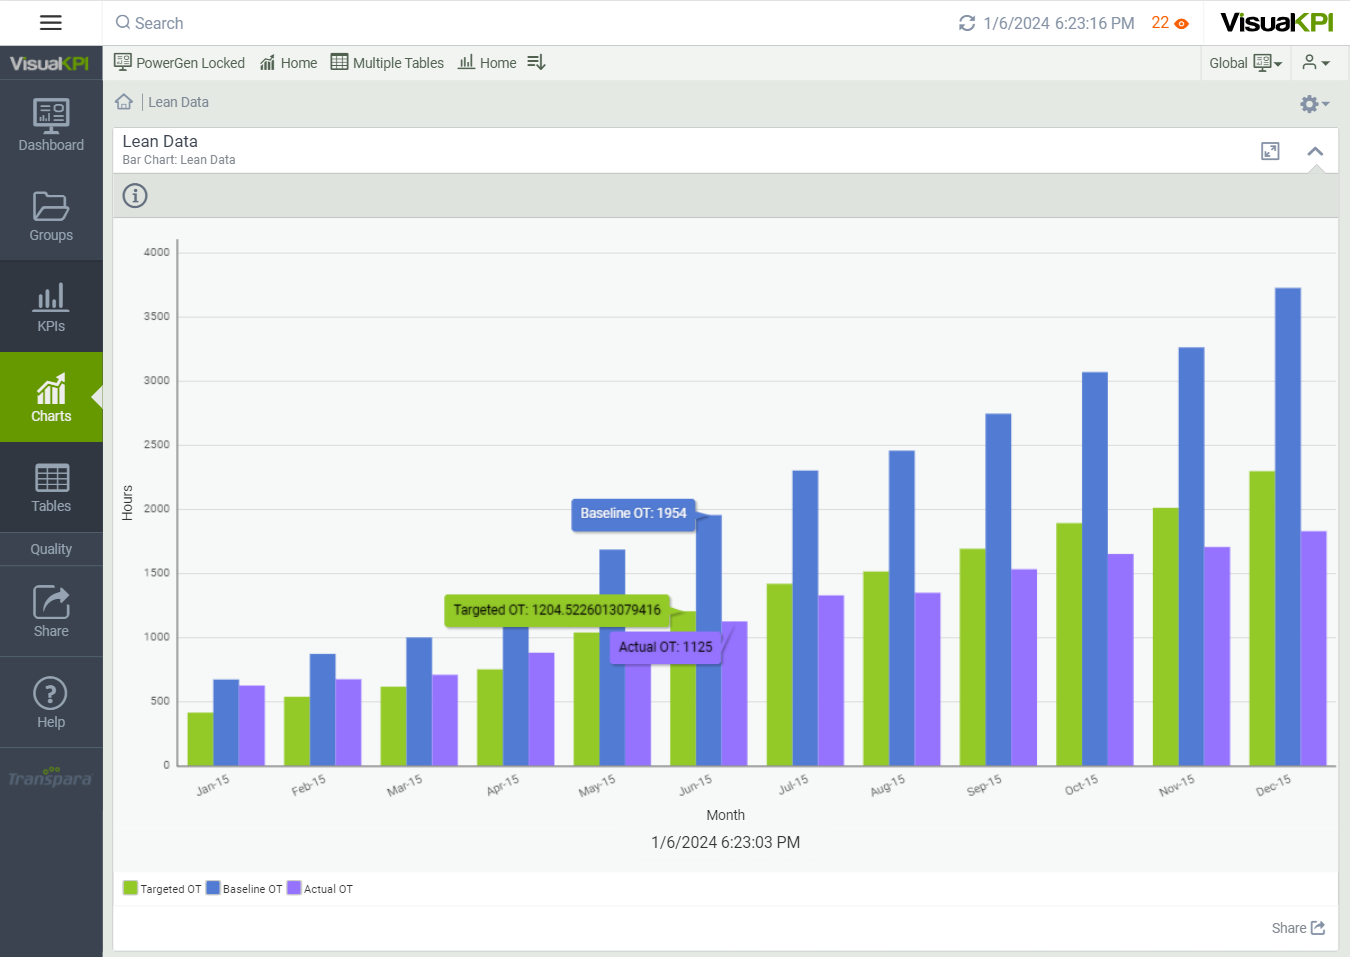 Search
1/6/2024 6:23:16 PM
22
VisualKPI
VisualKPI
PowerGen Locked
Home
Multiple Tables
Home
Global
Lean Data
Dashboard
Groups
KPIs
Charts
Tables
Quality
Share
Help
Transpara
Lean Data
Bar Chart: Lean Data
4000
3500
3000
2500
2000
1500
1000
500
0
Hours
Baseline OT: 1954
Targeted OT: 1204.5226013079416
Actual OT: 1125
Jan-15
Feb-15
Mar-15
Apr-15
May-15
Jun-15
Jul-15
Aug-15
Sep-15
Oct-15
Nov-15
Dec-15
Month
1/6/2024 6:23:03 PM
Targeted OT
Baseline OT
Actual OT
Share